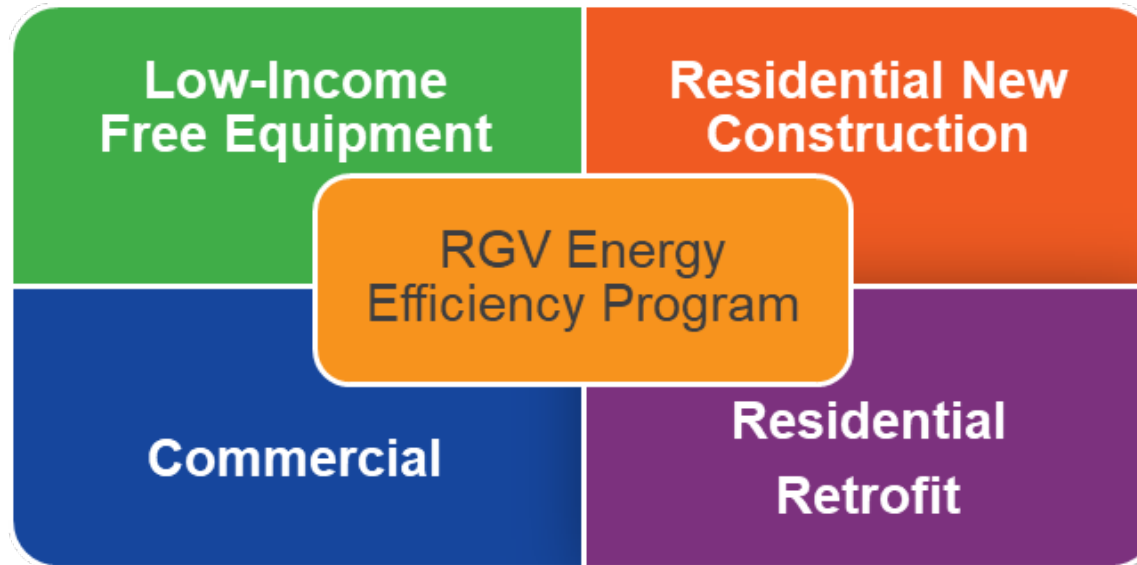 Low-Income
Free Equipment
Residential New
Construction
RGV Energy
Efficiency Program
Commercial
Residential
Retrofit